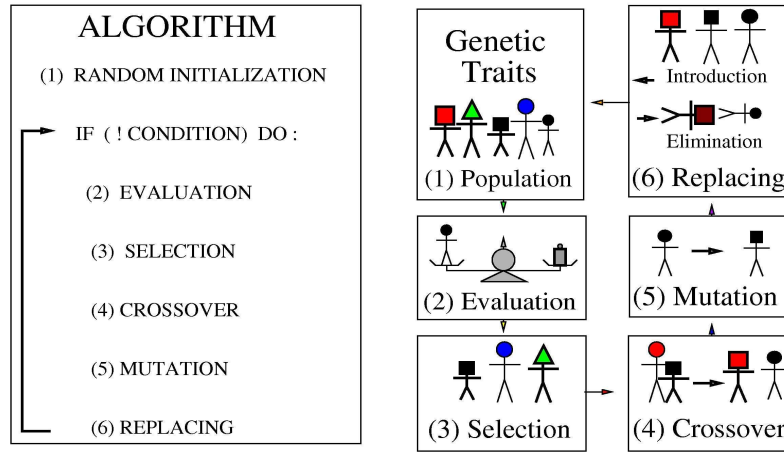 ALGORITHM
(1) RANDOM INITIALIZATION
IF ( ! CONDITION) DO :
(2) EVALUATION
(3) SELECTION
(4) CROSSOVER
(5) MUTATION
(6) REPLACING
Genetic
Traits
(1) Population
(2) Evaluation
(3) Selection
(4) Crossover
(5) Mutation
Introduction
Elimination
(6) Replacing